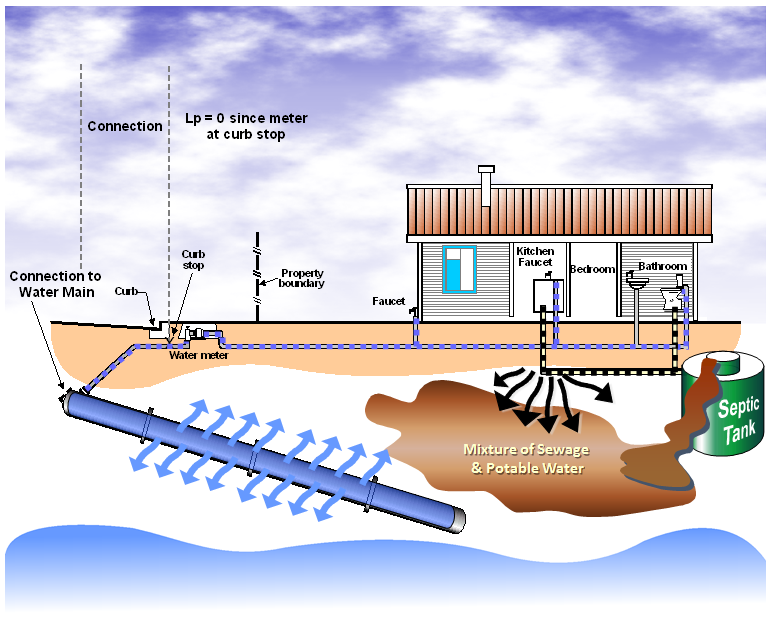 Connection
Lp = 0 since meter
at curb stop
Connection to
Water Main
Curb
Curb
stop
Property
boundary
Water meter
Faucet
Kitchen
Faucet
Bedroom
Bathroom
Septic
Tank
Mixture of Sewage
& Potable Water